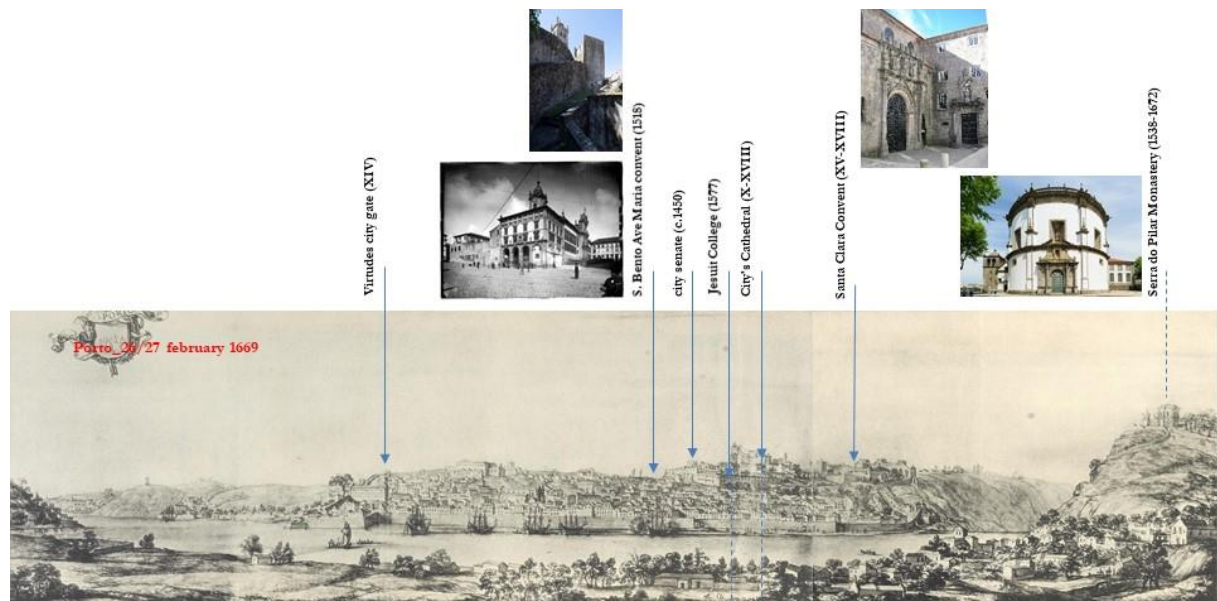 Virtudes city gate (XIV)
S. Bento Ave Maria convent (1518)
city senate (c.1450)
Jesuit College (1577)
City's Cathedral (X-XVIII)
Santa Clara Convent (XV-XVIII)
Serra do Pilar Monastery (1538-1672)
Porto_26/27 february 1669